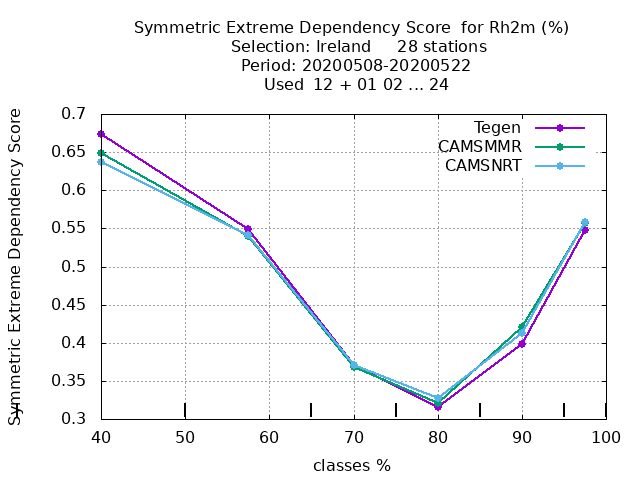 Symmetric Extreme Dependency Score for Rh2m (%)
Selection: Ireland 28 stations
Period: 20200508-20200522
Used 12 + 01 02 ... 24
Symmetric Extreme Dependency Score
0.7
0.65
0.6
0.55
0.5
0.45
0.4
0.35
0.3
Tegen
CAMSMMR
CAMSNRT
40 50 60 70 80 90 100
classes %